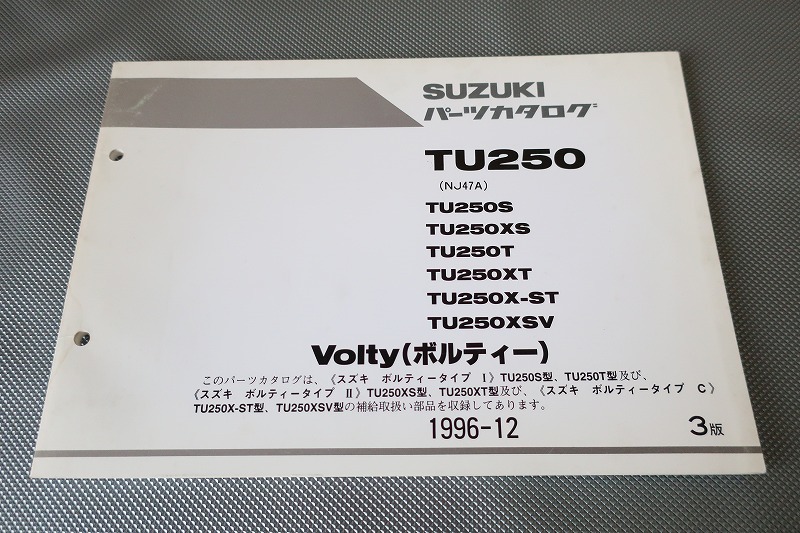 SUZUKI
パーツカタログ
TU250
(NJ47A)
TU250S
TU250XS
TU250T
TU250XT
TU250X-ST
TU250XSV
Volty(ボルティー)
このパーツカタログは、《スズキ ボルティータイプ Ⅰ》TU250S型、TU250T型及び、
《スズキ ボルティータイプ Ⅱ》TU250XS型、TU250XT型及び、《スズキ ボルティータイプ C》
TU250X-ST型、TU250XSV型の補給取扱い部品を収録してあります。
1996-12
3版